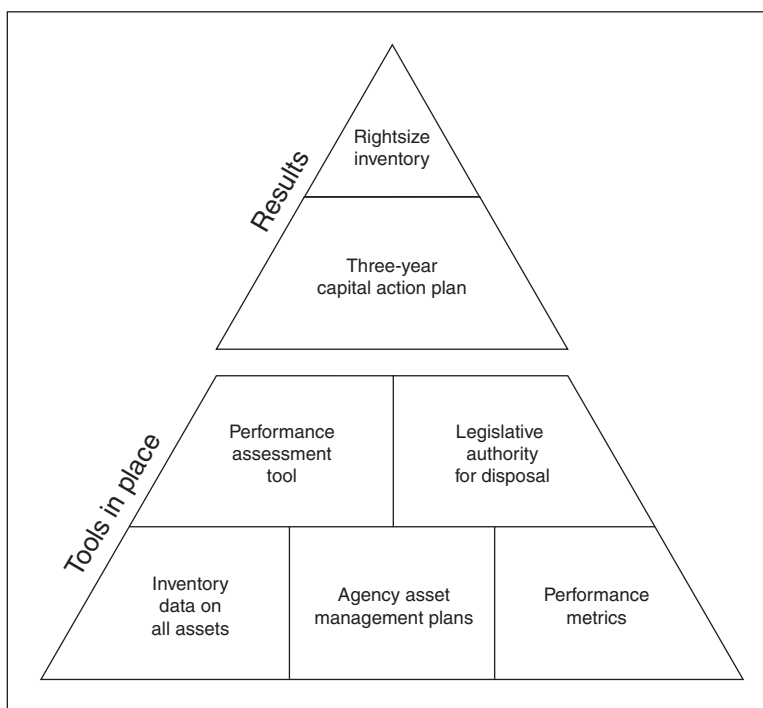 Results
Rightsize
inventory
Three-year
capital action plan
Tools in place
Performance
assessment
tool
Legislative
authority
for disposal
Inventory
data on
all assets
Agency asset
management plans
Performance
metrics